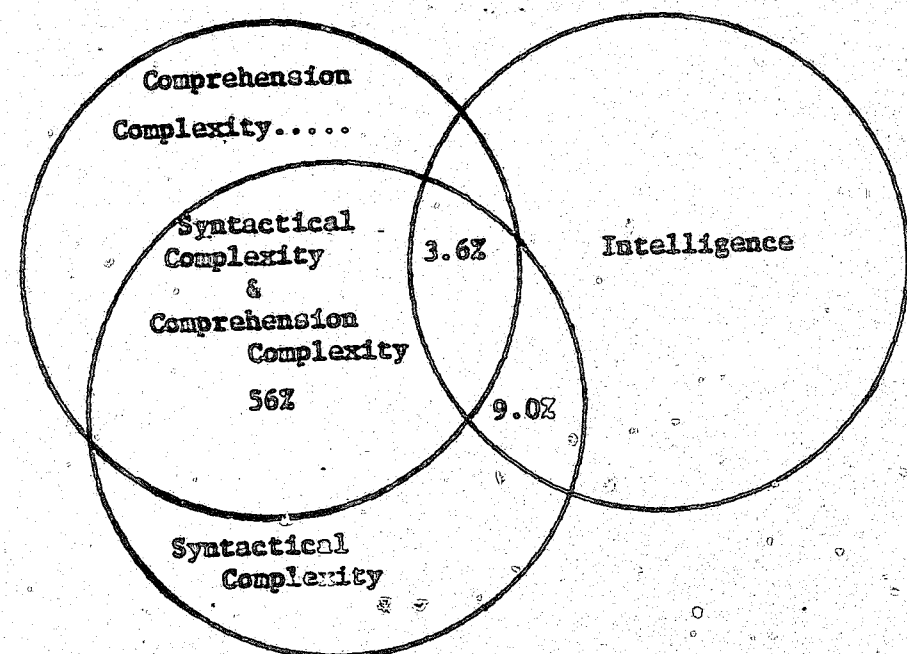 Comprehension
Complexity.....
Syntactical
Complexity
&
Comprehension
Complexity
56%
3.6%
Intelligence
9.0%
Syntactical
Complexity